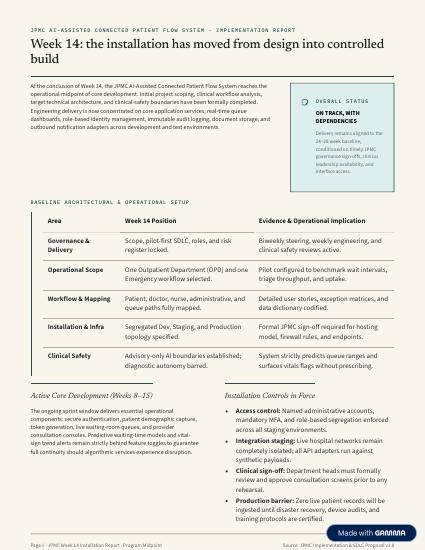 JPMC AI-ASSISTED CONNECTED PATIENT FLOW SYSTEM · IMPLEMENTATION REPORT
Week 14: the installation has moved from design into controlled
build
At the conclusion of Week 14, the JPMC AI-Assisted Connected Patient Flow System reaches the
operational midpoint of core development. Initial project scoping, clinical workflow analysis,
target technical architecture, and clinical-safety boundaries have been formally completed.
Engineering delivery is now concentrated on core application services, real-time queue
dashboards, role-based identity management, immutable audit logging, document storage, and
outbound notification adapters across development and test environments.
OVERALL STATUS
ON TRACK, WITH
DEPENDENCIES
Delivery remains aligned to the
24–28 week baseline,
conditioned on timely JPMC
governance sign-offs, clinical
leadership availability, and
interface access.
BASELINE ARCHITECTURAL & OPERATIONAL SETUP
Area
Week 14 Position
Evidence & Operational Implication
Governance &
Delivery
Scope, pilot-first SDLC, roles, and risk
register locked.
Biweekly steering, weekly engineering, and
clinical safety reviews active.
Operational Scope
One Outpatient Department (OPD) and one
Emergency workflow selected.
Pilot configured to benchmark wait intervals,
triage throughput, and uptake.
Workflow & Mapping
Patient, doctor, nurse, administrative, and
queue paths fully mapped.
Detailed user stories, exception matrices, and
data dictionary codified.
Installation & Infra
Segregated Dev, Staging, and Production
topology specified.
Formal JPMC sign-off required for hosting
model, firewall rules, and endpoints.
Clinical Safety
Advisory-only AI boundaries established;
diagnostic autonomy barred.
System strictly predicts queue ranges and
surfaces vitals flags without prescribing.
Active Core Development (Weeks 8–15)
The ongoing sprint window delivers essential operational
components: secure authentication, patient demographic capture,
token generation, live waiting-room queues, and provider
consultation consoles. Predictive waiting-time models and vital-
sign trend alerts remain strictly behind feature toggles to guarantee
full continuity should algorithmic services experience disruption.
Installation Controls in Force
• Access control: Named administrative accounts,
mandatory MFA, and role-based segregation enforced
across all staging environments.
• Integration staging: Live hospital networks remain
completely isolated; all API adapters run against
synthetic payloads.
• Clinical sign-off: Department heads must formally
review and approve consultation screens prior to any
rehearsal.
• Production barrier: Zero live patient records will be
ingested until disaster recovery, device audits, and
training protocols are certified.
Page 1 · JPMC Week 14 Installation Report · Program Midpoint
Source: JPMC Implementation & SDLC Proposal v1.0
Made with GAMMA